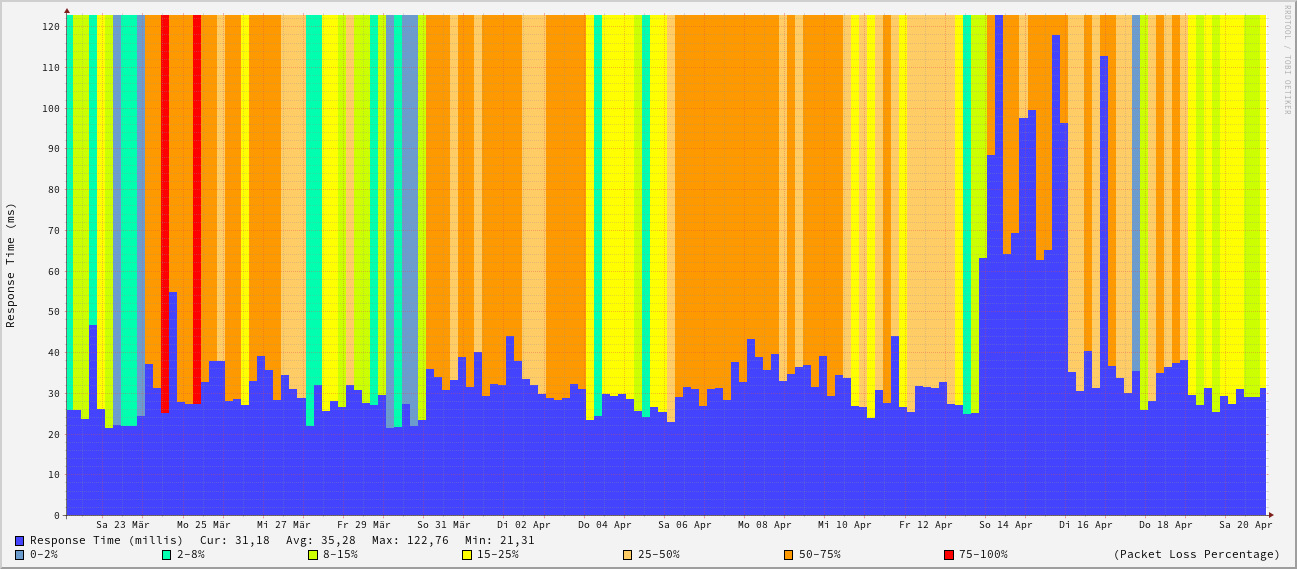 RRDTOOL / TOBI OETIKER
Response Time (ms)
120
110
100
90
80
70
60
50
40
30
20
10
0
Sa 23 Mär Mo 25 Mär Mi 27 Mär Fr 29 Mär So 31 Mär Di 02 Apr Do 04 Apr Sa 06 Apr Mo 08 Apr Mi 10 Apr Fr 12 Apr So 14 Apr Di 16 Apr Do 18 Apr Sa 20 Apr
Response Time (millis) Cur: 31,18 Avg: 35,28 Max: 122,76 Min: 21,31
0-2% 2-8% 8-15% 15-25% 25-50% 50-75% 75-100% (Packet Loss Percentage)